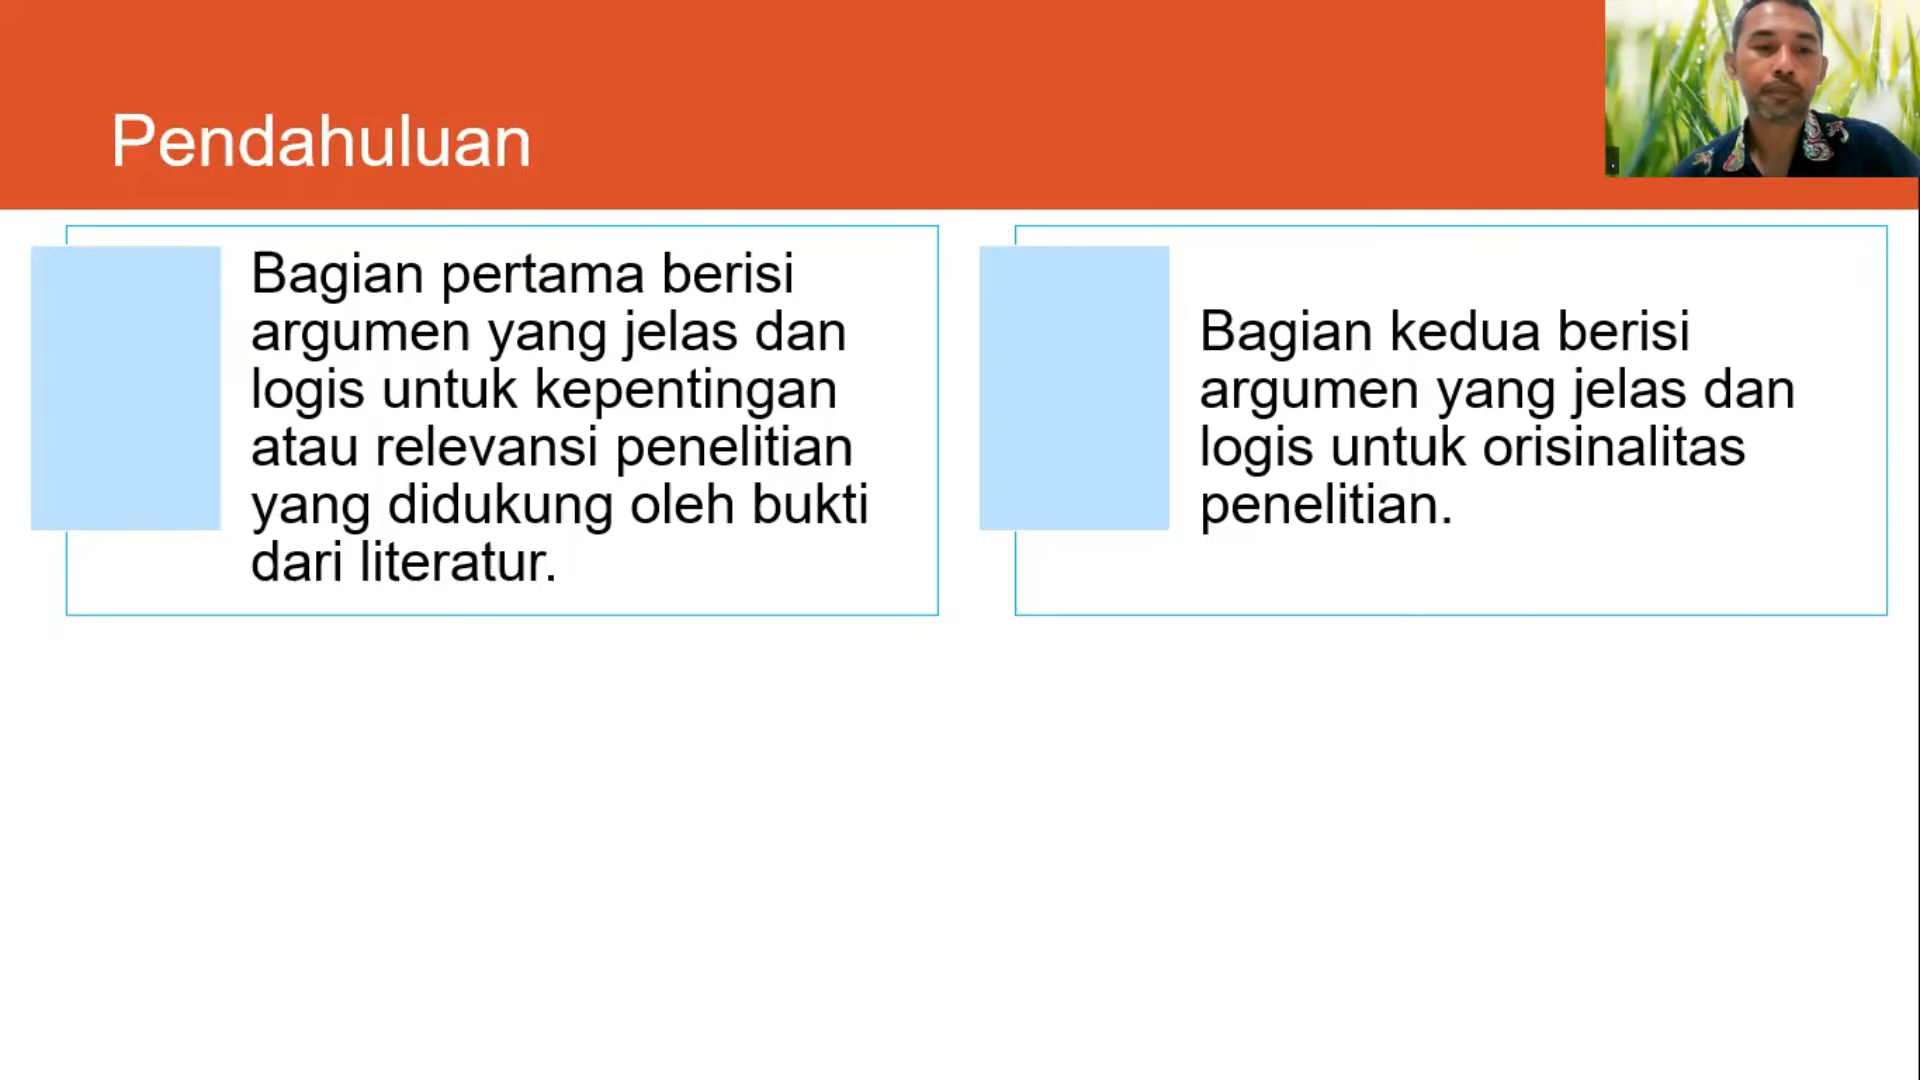 Pendahuluan
Bagian pertama berisi
argumen yang jelas dan
logis untuk kepentingan
atau relevansi penelitian
yang didukung oleh bukti
dari literatur.
Bagian kedua berisi
argumen yang jelas dan
logis untuk orisinalitas
penelitian.